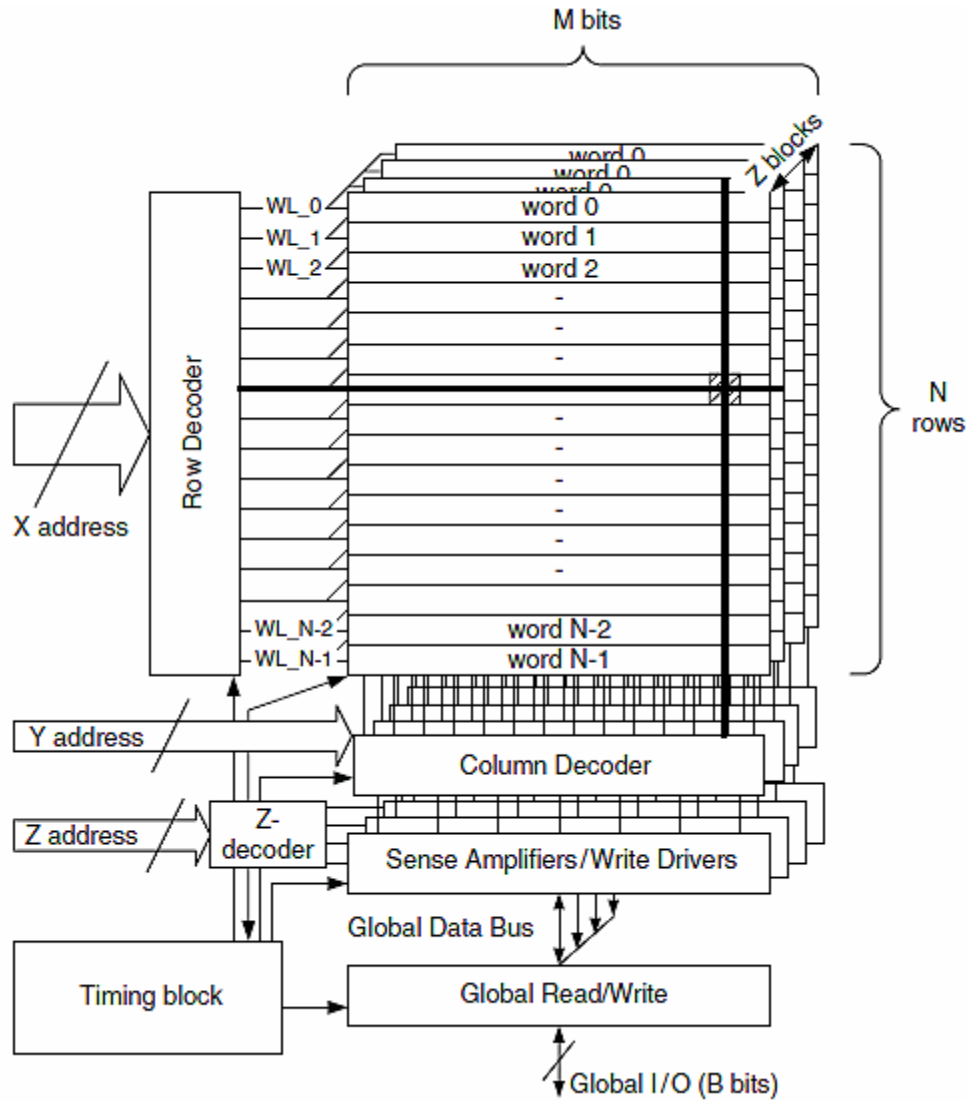 M bits
Z blocks
word 0
word 0
word 0
WL_0
word 0
WL_1
word 1
WL_2
word 2
-
-
-
N
rows
Row Decoder
-
-
-
-
-
-
X address
WL_N-2
word N-2
WL_N-1
word N-1
Y address
Column Decoder
Z address
Z-
decoder
Sense Amplifiers/Write Drivers
Global Data Bus
Timing block
Global Read/Write
Global I/O (B bits)